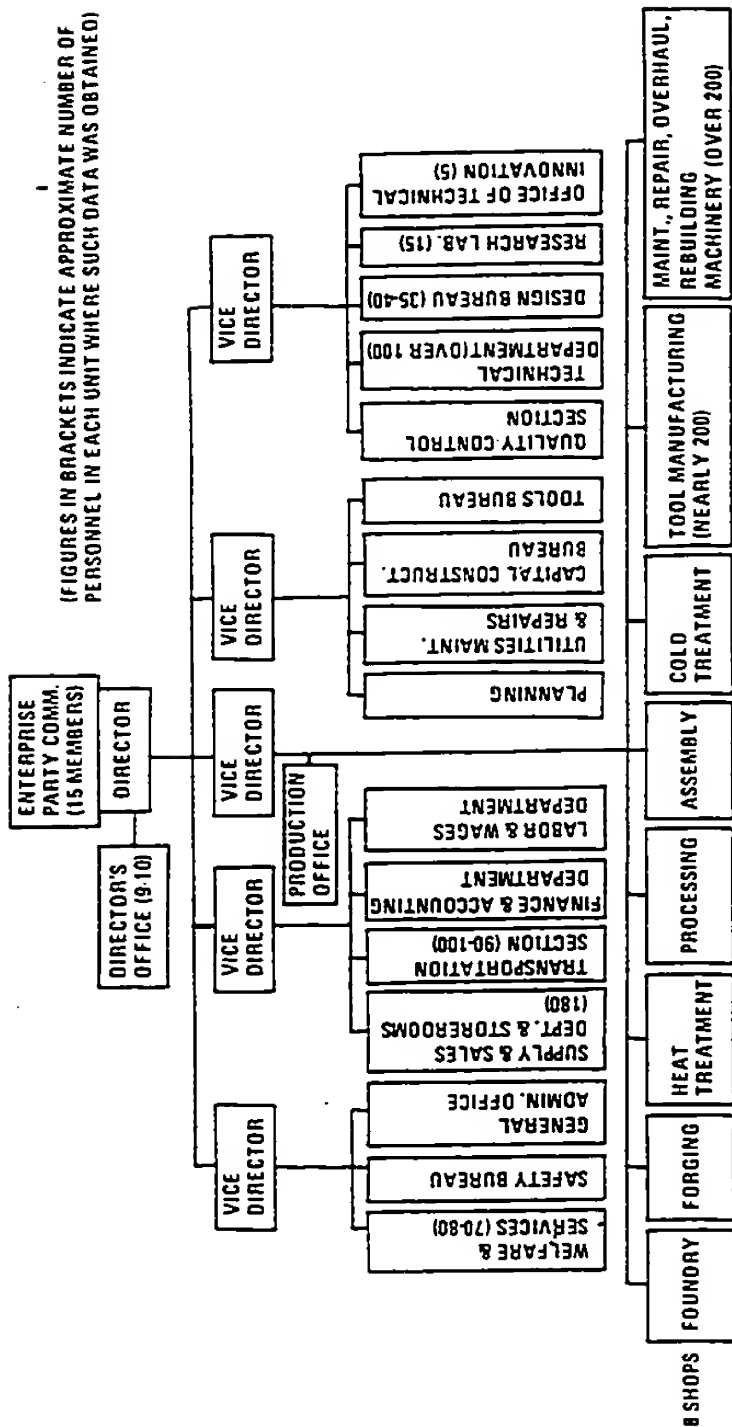 (FIGURES IN BRACKETS INDICATE APPROXIMATE NUMBER OF
PERSONNEL IN EACH UNIT WHERE SUCH DATA WAS OBTAINED)
ENTERPRISE
PARTY COMM.
(15 MEMBERS)
DIRECTOR
DIRECTOR'S
OFFICE (9-10)
VICE
DIRECTOR
VICE
DIRECTOR
VICE
DIRECTOR
VICE
DIRECTOR
VICE
DIRECTOR
PRODUCTION
OFFICE
WELFARE &
SERVICES (70-80)
SAFETY BUREAU
GENERAL
ADMIN. OFFICE
SUPPLY & SALES
DEPT. & STOREROOMS
(180)
TRANSPORTATION
SECTION (90-100)
FINANCE & ACCOUNTING
DEPARTMENT
LABOR & WAGES
DEPARTMENT
PLANNING
UTILITIES MAINT.
& REPAIRS
CAPITAL CONSTRUCT.
BUREAU
TOOLS BUREAU
QUALITY CONTROL
SECTION
TECHNICAL
DEPARTMENT (OVER 100)
DESIGN BUREAU (35-40)
RESEARCH LAB. (15)
OFFICE OF TECHNICAL
INNOVATION (5)
8 SHOPS
FOUNDRY
FORGING
HEAT
TREATMENT
PROCESSING
ASSEMBLY
COLD
TREATMENT
TOOL MANUFACTURING
(NEARLY 200)
MAINT., REPAIR, OVERHAUL,
REBUILDING
MACHINERY (OVER 200)